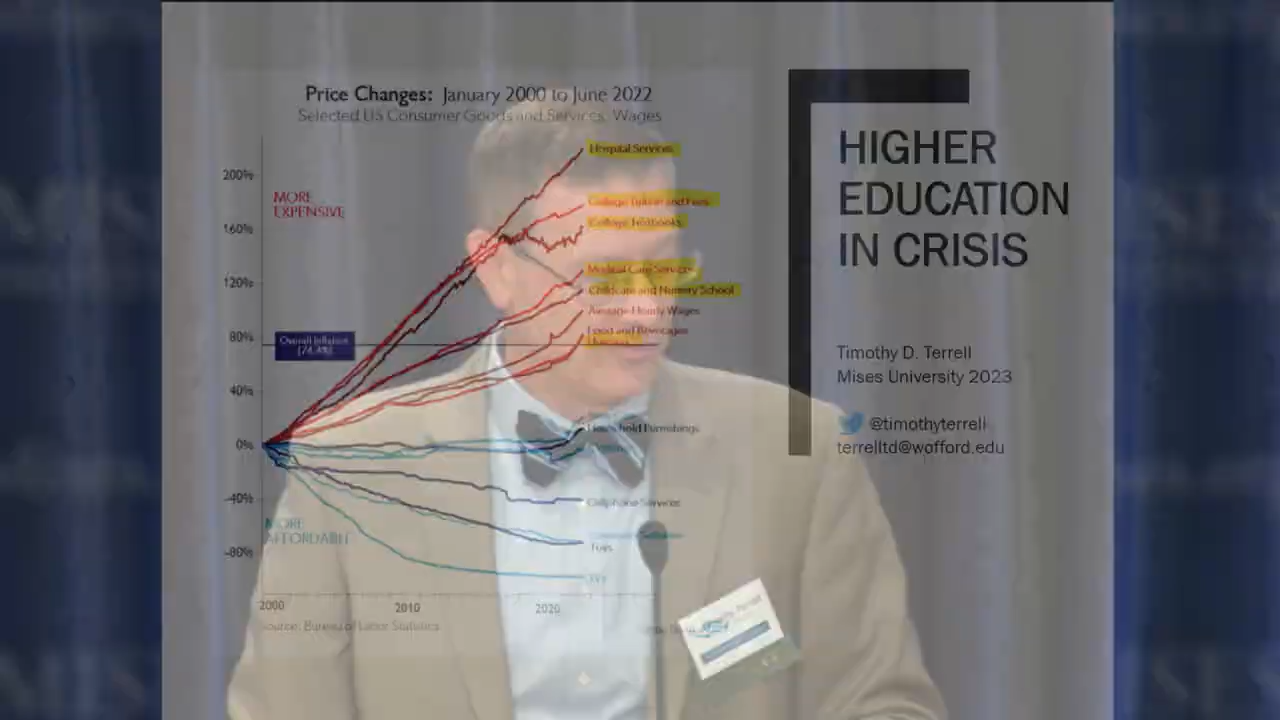 Price Changes: January 2000 to June 2022
Selected US Consumer Goods and Services, Wages
200%
160%
120%
80%
40%
0%
-40%
-80%
MORE
EXPENSIVE
Overall Inflation
(74.4%)
MORE
AFFORDABLE
Hospital Services
College Tuition and Fees
College Textbooks
Medical Care Services
Childcare and Nursery School
Average Hourly Wages
Food and Beverages
Household Furnishings
Cellphone Services
Toys
TVs
2000
2010
2020
Source: Bureau of Labor Statistics
HIGHER
EDUCATION
IN CRISIS
Timothy D. Terrell
Mises University 2023
@timothyterrell
terrelltd@wofford.edu
Terrell